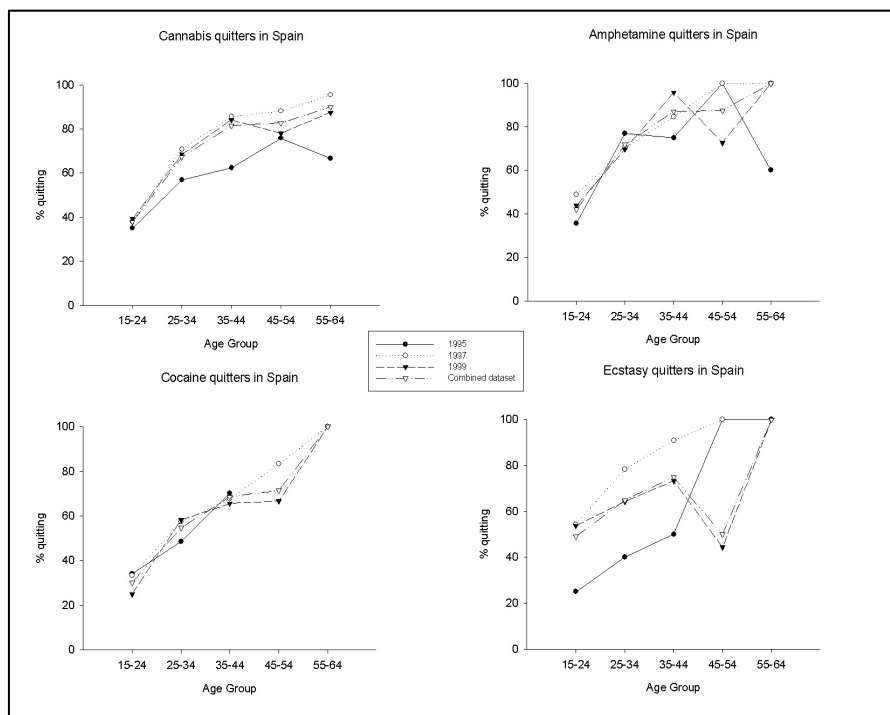 Cannabis quitters in Spain
100
80
60
40
20
0
% quitting
15-24 25-34 35-44 45-54 55-64
Age Group
Amphetamine quitters in Spain
100
80
60
40
20
0
% quitting
15-24 25-34 35-44 45-54 55-64
Age Group
1995
1997
1999
Combined dataset
Cocaine quitters in Spain
100
80
60
40
20
0
% quitting
15-24 25-34 35-44 45-54 55-64
Age Group
Ecstasy quitters in Spain
100
80
60
40
20
0
% quitting
15-24 25-34 35-44 45-54 55-64
Age Group